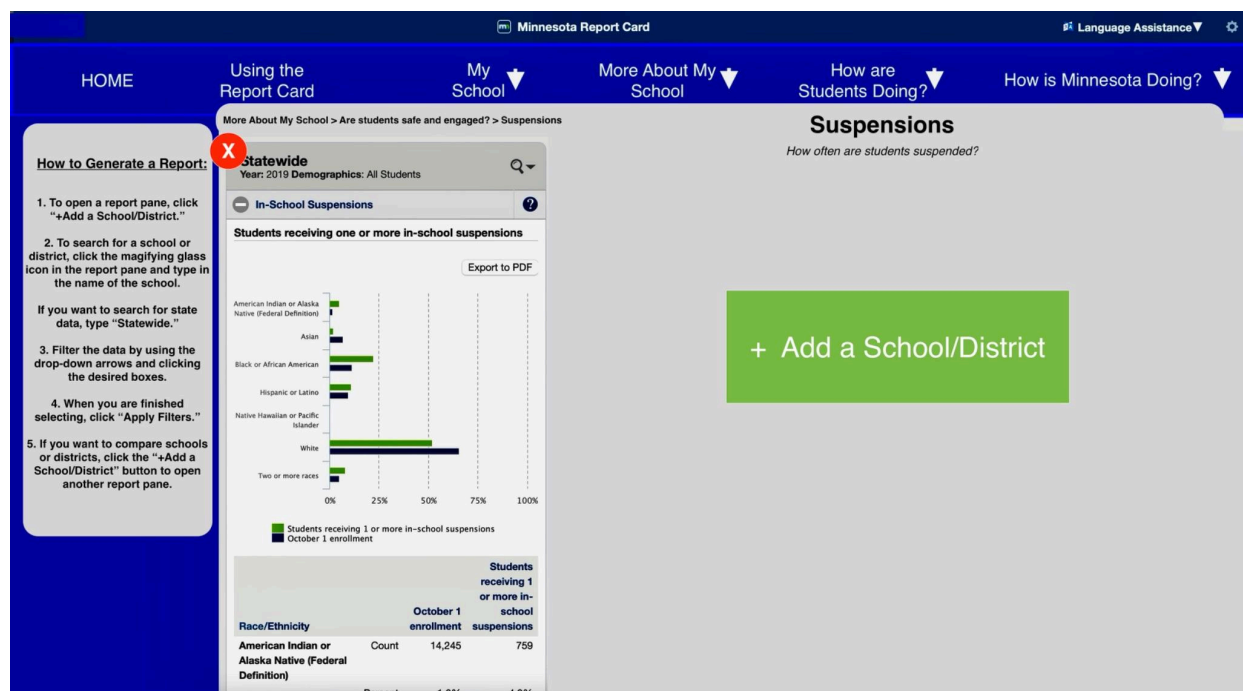 Minnesota Report Card
Language Assistance▼
HOME
Using the
Report Card
My
School
More About My
School
How are
Students Doing?
How is Minnesota Doing?
How to Generate a Report:
1. To open a report pane, click
“+Add a School/District.”
2. To search for a school or
district, click the magifying glass
icon in the report pane and type in
the name of the school.
If you want to search for state
data, type “Statewide.”
3. Filter the data by using the
drop-down arrows and clicking
the desired boxes.
4. When you are finished
selecting, click “Apply Filters.”
5. If you want to compare schools
or districts, click the “+Add a
School/District” button to open
another report pane.
More About My School > Are students safe and engaged? > Suspensions
X
Statewide
Year: 2019 Demographics: All Students
In-School Suspensions
?
Students receiving one or more in-school suspensions
Export to PDF
American Indian or Alaska
Native (Federal Definition)
Asian
Black or African American
Hispanic or Latino
Native Hawaiian or Pacific
Islander
White
Two or more races
0% 25% 50% 75% 100%
Students receiving 1 or more in-school suspensions
October 1 enrollment
Students
receiving 1
or more in-
October 1 school
Race/Ethnicity enrollment suspensions
American Indian or Count 14,245 759
Alaska Native (Federal
Definition)
Suspensions
How often are students suspended?
+ Add a School/District